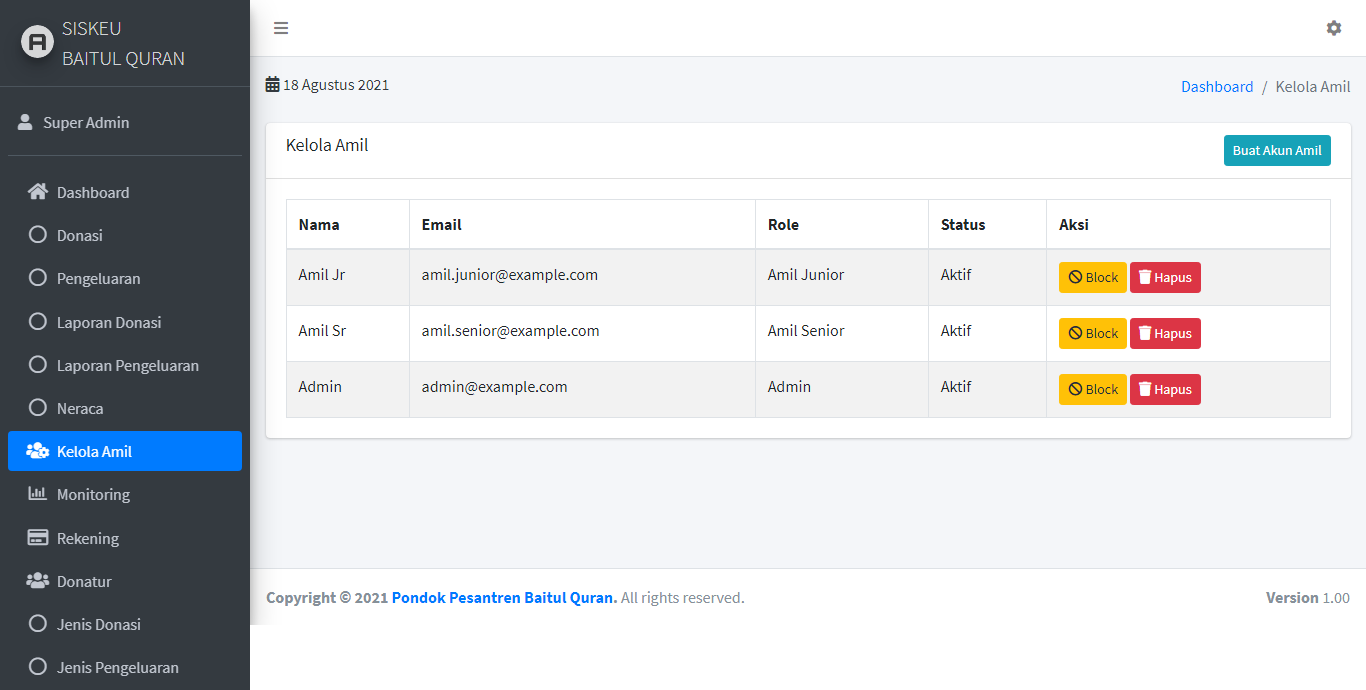 SISKEU
BAITUL QURAN
Super Admin
Dashboard
Donasi
Pengeluaran
Laporan Donasi
Laporan Pengeluaran
Neraca
Kelola Amil
Monitoring
Rekening
Donatur
Jenis Donasi
Jenis Pengeluaran
18 Agustus 2021
Dashboard / Kelola Amil
Kelola Amil
Buat Akun Amil
Nama Email Role Status Aksi
Amil Jr amil.junior@example.com Amil Junior Aktif Block Hapus
Amil Sr amil.senior@example.com Amil Senior Aktif Block Hapus
Admin admin@example.com Admin Aktif Block Hapus
Copyright © 2021 Pondok Pesantren Baitul Quran. All rights reserved.
Version 1.00